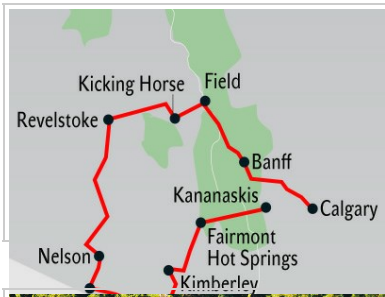 Kicking Horse
Field
Revelstoke
Banff
Kananaskis
Calgary
Fairmont
Hot Springs
Nelson
Kimberley